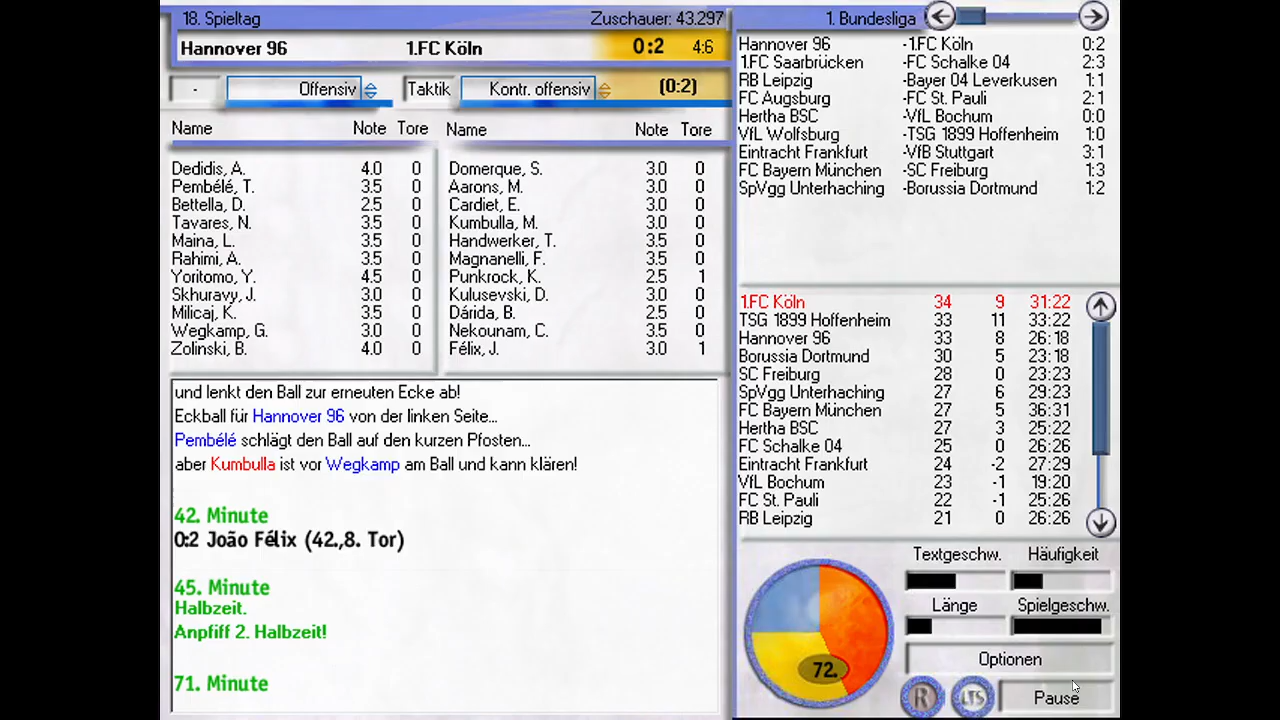 18. Spieltag Zuschauer: 43.297
Hannover 96 1.FC Köln 0:2 4:6
- Offensiv Taktik Kontr. offensiv (0:2)
Name Note Tore Name Note Tore
Dedidis, A. 4.0 0 Domerque, S. 3.0 0
Pembélé, T. 3.5 0 Aarons, M. 3.0 0
Bettella, D. 2.5 0 Cardiet, E. 3.0 0
Tavares, N. 3.5 0 Kumbulla, M. 3.0 0
Maina, L. 3.5 0 Handwerker, T. 3.5 0
Rahimi, A. 3.5 0 Magnanelli, F. 3.5 0
Yoritomo, Y. 4.5 0 Punkrock, K. 2.5 1
Skhuravy, J. 3.0 0 Kulusevski, D. 3.0 0
Milicaj, K. 3.5 0 Dárida, B. 2.5 0
Wegkamp, G. 3.0 0 Nekounam, C. 3.5 0
Zolinski, B. 4.0 0 Félix, J. 3.0 1
und lenkt den Ball zur erneuten Ecke ab!
Eckball für Hannover 96 von der linken Seite...
Pembélé schlägt den Ball auf den kurzen Pfosten...
aber Kumbulla ist vor Wegkamp am Ball und kann klären!
42. Minute
0:2 João Félix (42.,8. Tor)
45. Minute
Halbzeit.
Anpfiff 2. Halbzeit!
71. Minute
1. Bundesliga
Hannover 96 -1.FC Köln 0:2
1.FC Saarbrücken -FC Schalke 04 2:3
RB Leipzig -Bayer 04 Leverkusen 1:1
FC Augsburg -FC St. Pauli 2:1
Hertha BSC -VfL Bochum 0:0
VfL Wolfsburg -TSG 1899 Hoffenheim 1:0
Eintracht Frankfurt -VfB Stuttgart 3:1
FC Bayern München -SC Freiburg 1:3
SpVgg Unterhaching -Borussia Dortmund 1:2
1.FC Köln 34 9 31:22
TSG 1899 Hoffenheim 33 11 33:22
Hannover 96 33 8 26:18
Borussia Dortmund 30 5 23:18
SC Freiburg 28 0 23:23
SpVgg Unterhaching 27 6 29:23
FC Bayern München 27 5 36:31
Hertha BSC 27 3 25:22
FC Schalke 04 25 0 26:26
Eintracht Frankfurt 24 -2 27:29
VfL Bochum 23 -1 19:20
FC St. Pauli 22 -1 25:26
RB Leipzig 21 0 26:26
Textgeschw. Häufigkeit
Länge Spielgeschw.
72.
Optionen
R LTS Pause